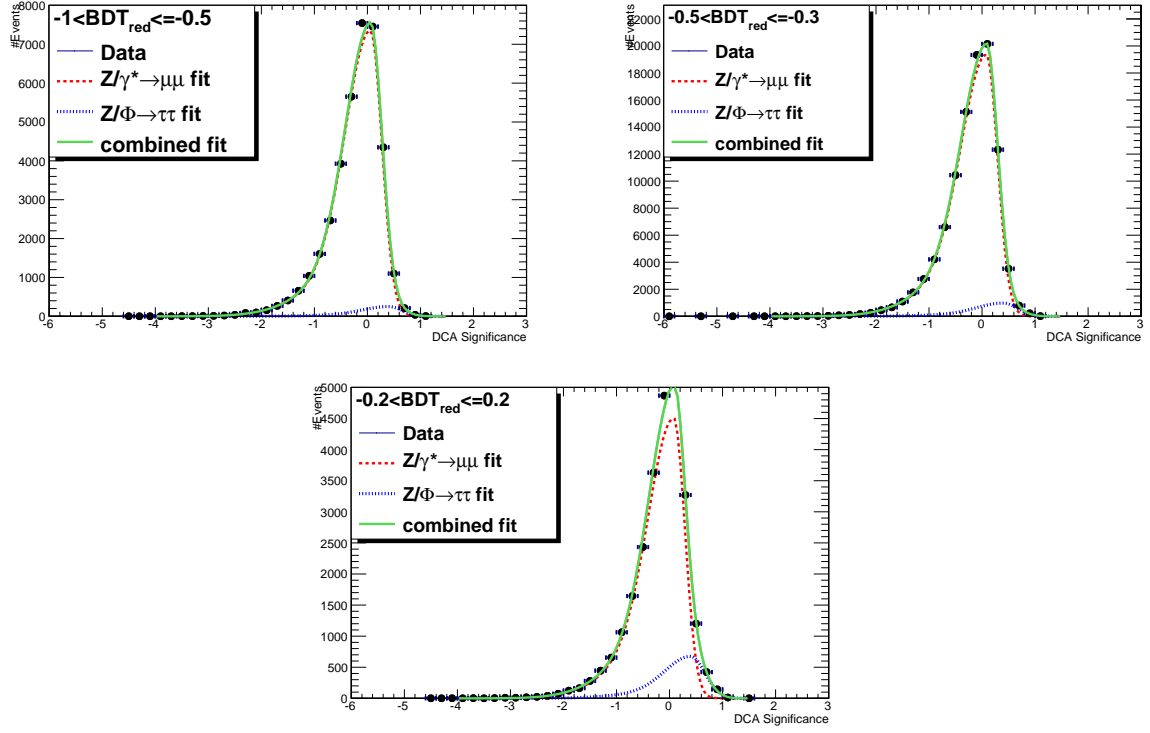 -1<BDT_red<=-0.5
Data
Z/γ*→μμ fit
Z/Φ→ττ fit
combined fit
#Events
8000
7000
6000
5000
4000
3000
2000
1000
0
-6 -5 -4 -3 -2 -1 0 1 2 3
DCA Significance
-0.5<BDT_red<=-0.3
Data
Z/γ*→μμ fit
Z/Φ→ττ fit
combined fit
#Events
22000
20000
18000
16000
14000
12000
10000
8000
6000
4000
2000
0
-6 -5 -4 -3 -2 -1 0 1 2 3
DCA Significance
-0.2<BDT_red<=0.2
Data
Z/γ*→μμ fit
Z/Φ→ττ fit
combined fit
#Events
5000
4500
4000
3500
3000
2500
2000
1500
1000
500
0
-6 -5 -4 -3 -2 -1 0 1 2 3
DCA Significance